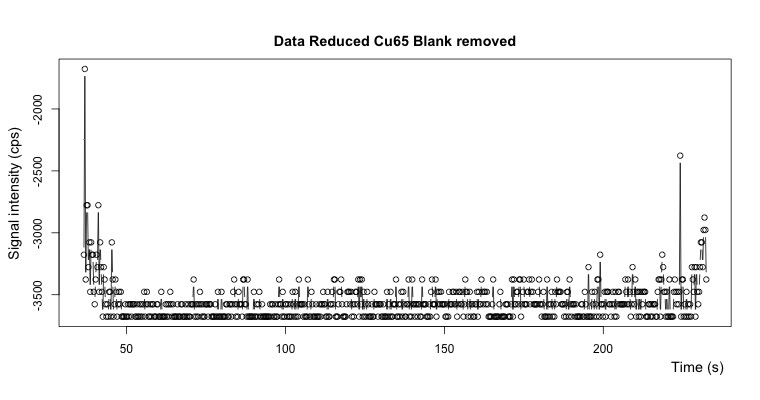 Data Reduced Cu65 Blank removed
Signal intensity (cps)
-2000
-2500
-3000
-3500
50 100 150 200
Time (s)